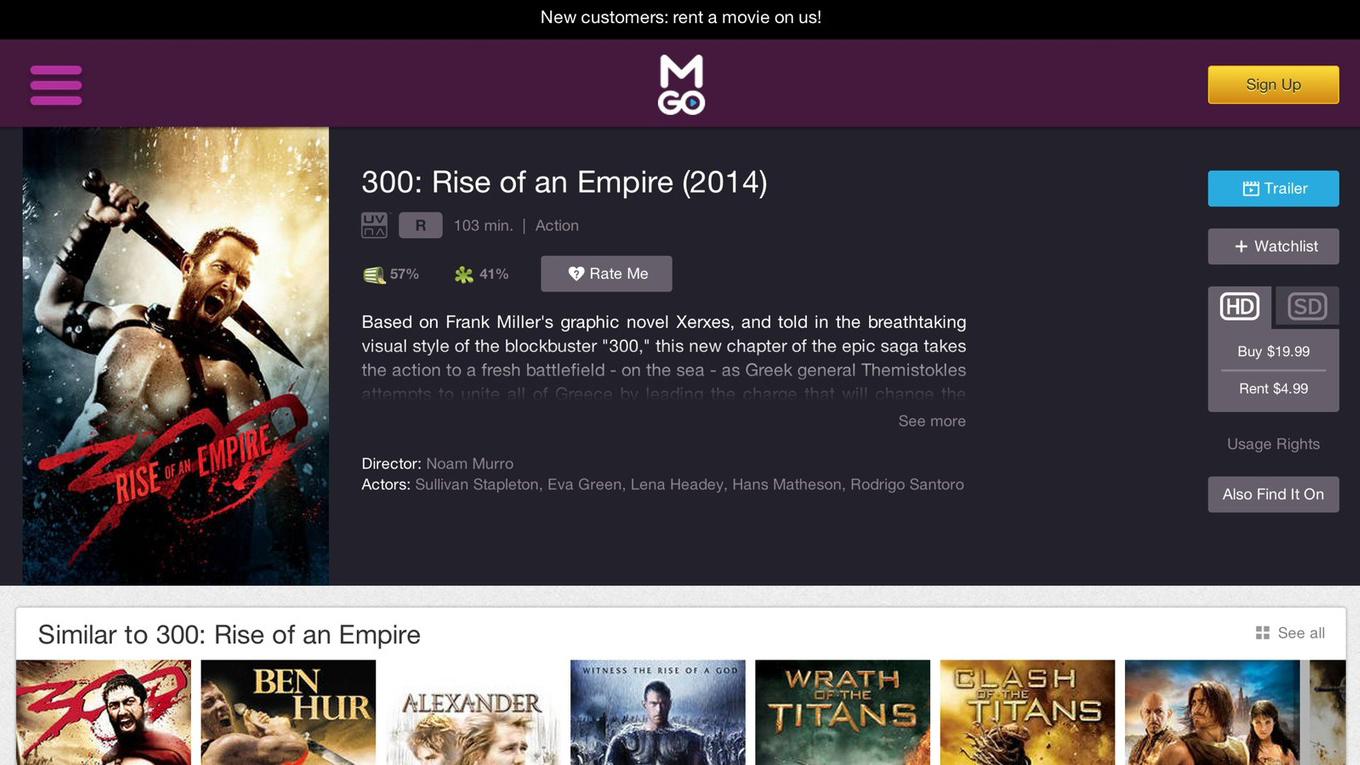 New customers: rent a movie on us!
M
GO
Sign Up
300: Rise of an Empire (2014)
UV
R
103 min. | Action
57%
41%
Rate Me
Based on Frank Miller's graphic novel Xerxes, and told in the breathtaking
visual style of the blockbuster "300," this new chapter of the epic saga takes
the action to a fresh battlefield - on the sea - as Greek general Themistokles
attempts to unite all of Greece by leading the charge that will change the
See more
Director: Noam Murro
Actors: Sullivan Stapleton, Eva Green, Lena Headey, Hans Matheson, Rodrigo Santoro
Trailer
+ Watchlist
HD
SD
Buy $19.99
Rent $4.99
Usage Rights
Also Find It On
300
RISE OF AN EMPIRE
Similar to 300: Rise of an Empire
See all
300
BEN
HUR
ALEXANDER
WITNESS THE RISE OF A GOD
WRATH
OF THE
TITANS
CLASH
OF THE
TITANS